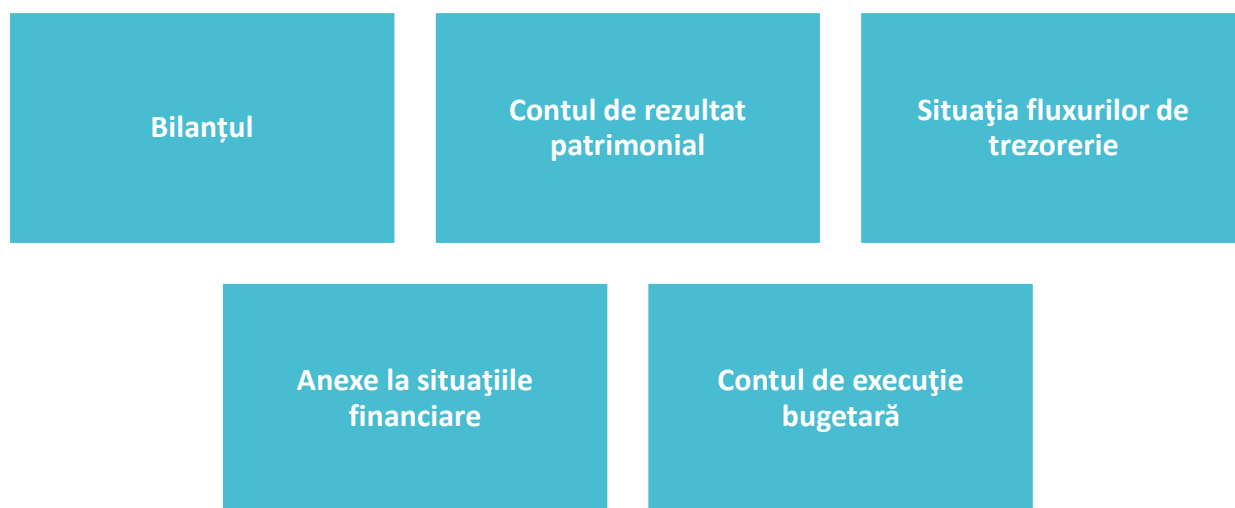 Bilanțul
Contul de rezultat
patrimonial
Situaţia fluxurilor de
trezorerie
Anexe la situaţiile
financiare
Contul de execuţie
bugetară